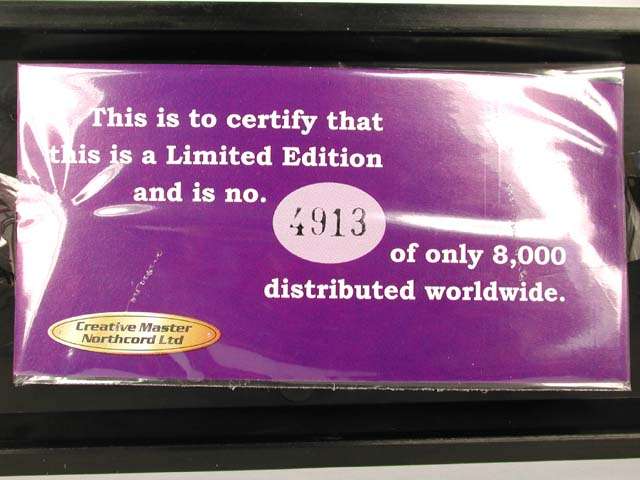 This is to certify that
this is a Limited Edition
and is no.
4913
of only 8,000
distributed worldwide.
Creative Master
Northcord Ltd